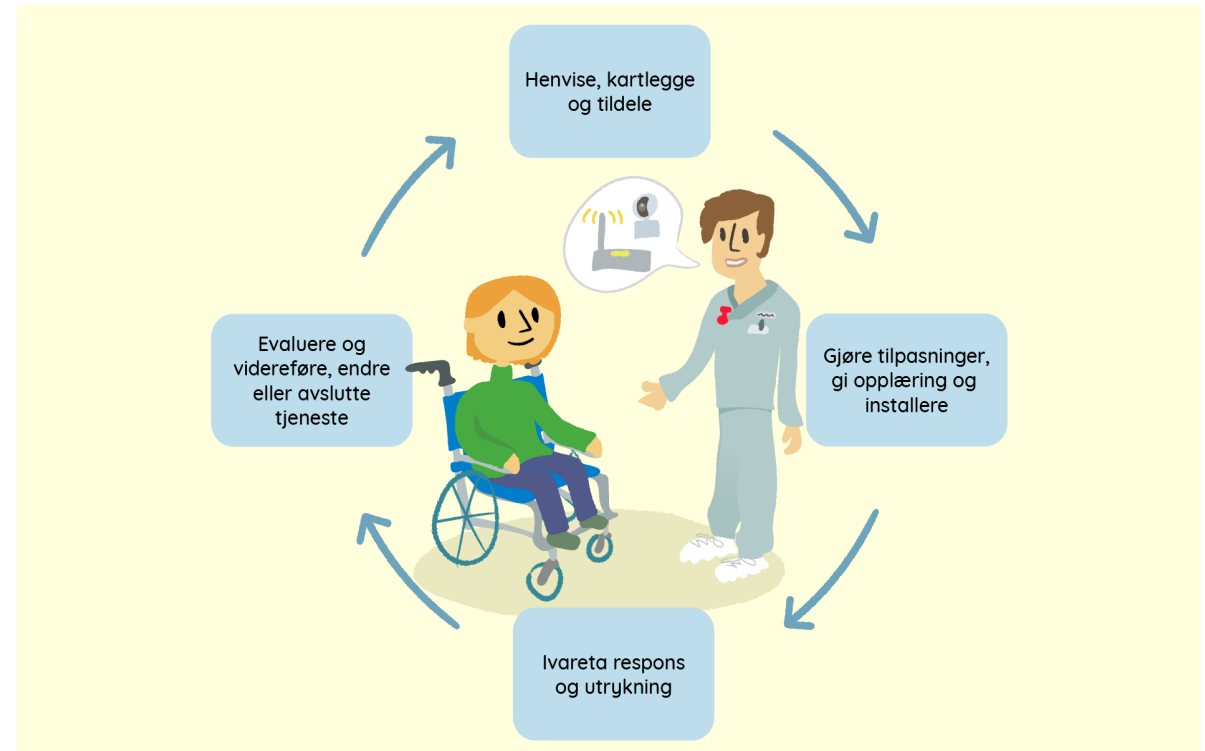 Henvise, kartlegge
og tildele
Gjøre tilpasninger,
gi opplæring og
installere
Ivareta respons
og utrykning
Evaluere og
videreføre, endre
eller avslutte
tjeneste